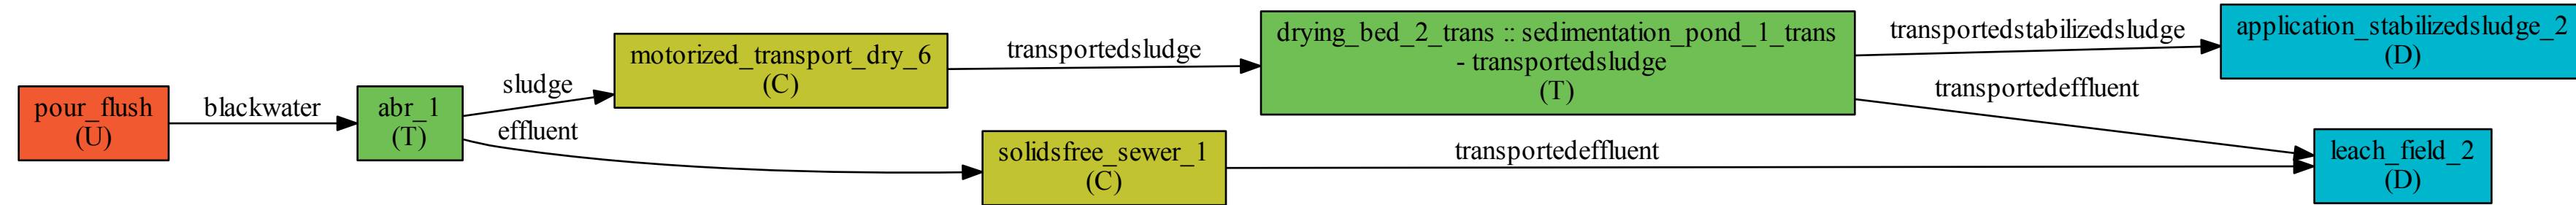 pour_flush
(U)
blackwater
abr_1
(T)
sludge
effluent
motorized_transport_dry_6
(C)
transportedsludge
solidsfree_sewer_1
(C)
drying_bed_2_trans :: sedimentation_pond_1_trans
- transportedsludge
(T)
transportedeffluent
transportedstabilizedsludge
transportedeffluent
application_stabilizedsludge_2
(D)
leach_field_2
(D)